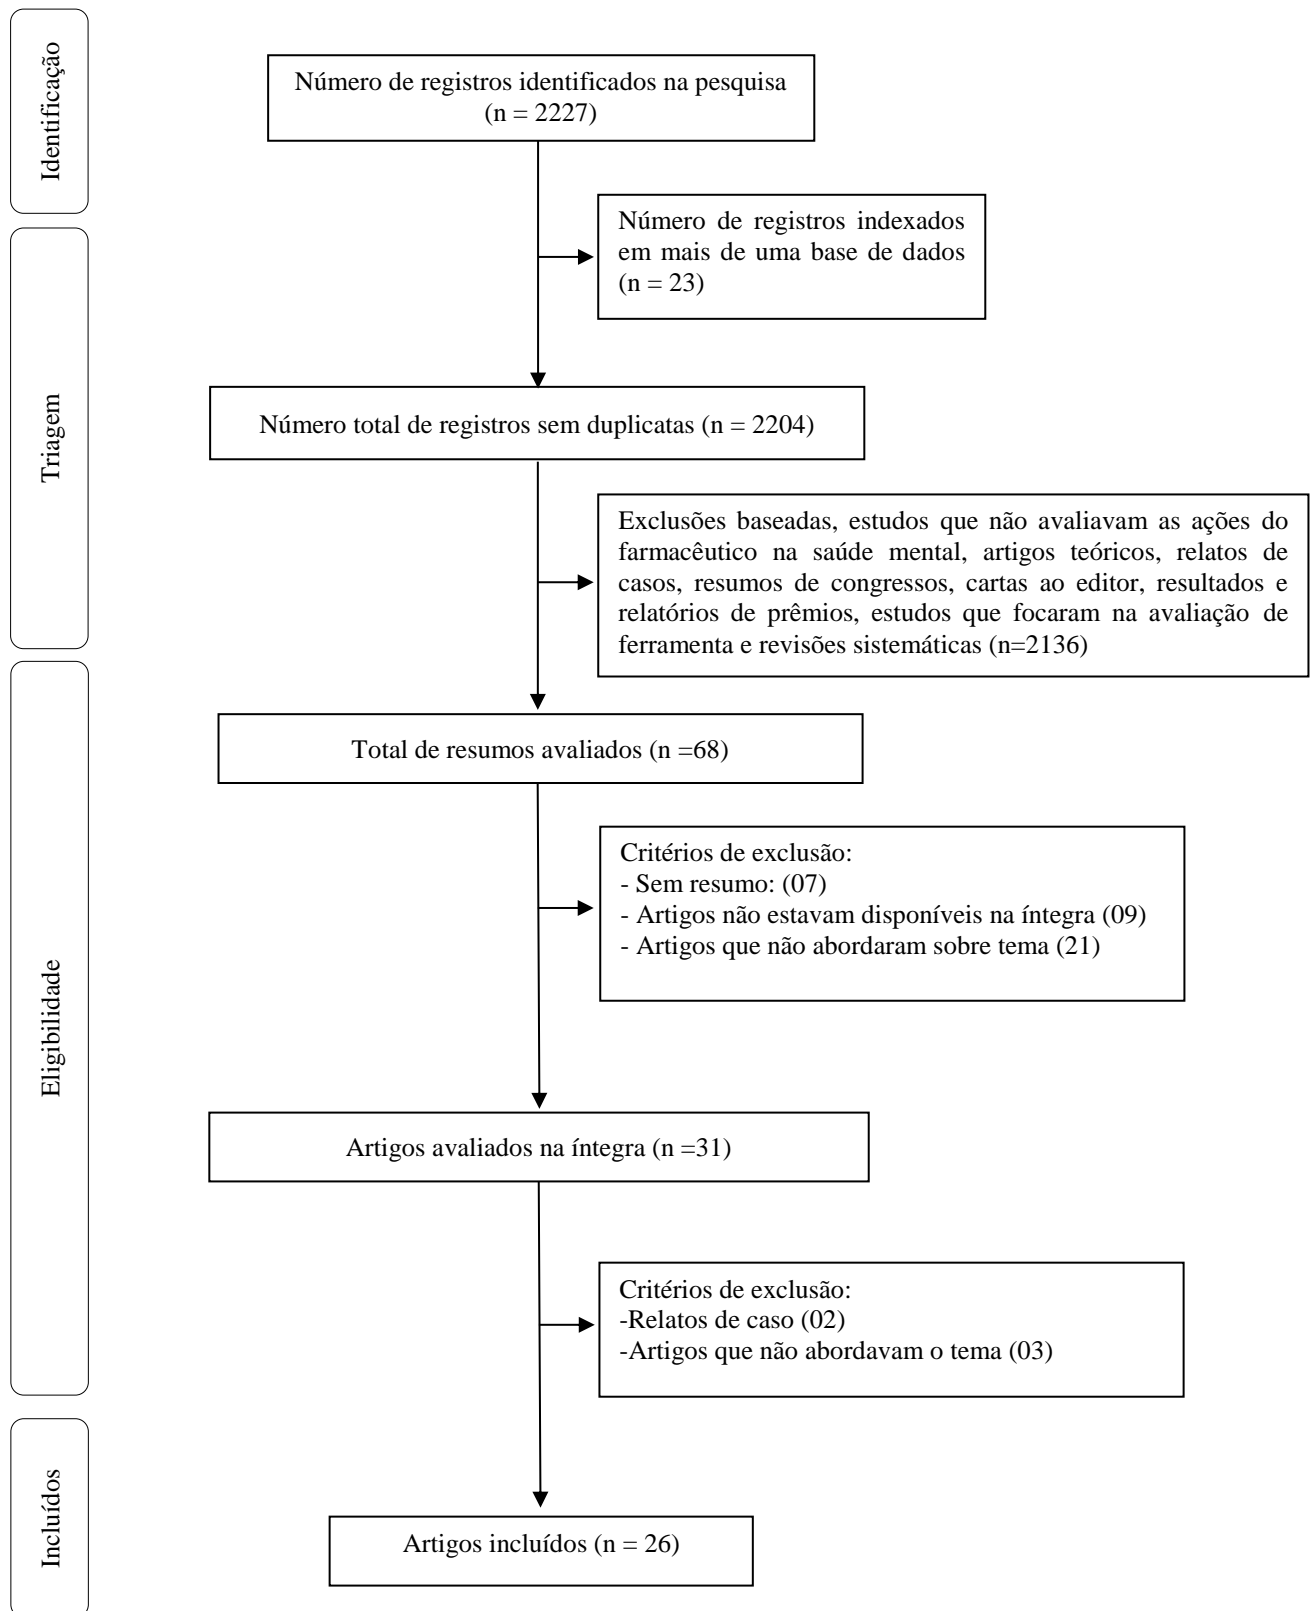 Identificação
Número de registros identificados na pesquisa
(n = 2227)
Número de registros indexados
em mais de uma base de dados
(n = 23)
Triagem
Número total de registros sem duplicatas (n = 2204)
Exclusões baseadas, estudos que não avaliavam as ações do
farmacêutico na saúde mental, artigos teóricos, relatos de
casos, resumos de congressos, cartas ao editor, resultados e
relatórios de prêmios, estudos que focaram na avaliação de
ferramenta e revisões sistemáticas (n=2136)
Eligibilidade
Total de resumos avaliados (n =68)
Critérios de exclusão:
- Sem resumo: (07)
- Artigos não estavam disponíveis na íntegra (09)
- Artigos que não abordaram sobre tema (21)
Artigos avaliados na íntegra (n =31)
Critérios de exclusão:
-Relatos de caso (02)
-Artigos que não abordavam o tema (03)
Incluídos
Artigos incluídos (n = 26)